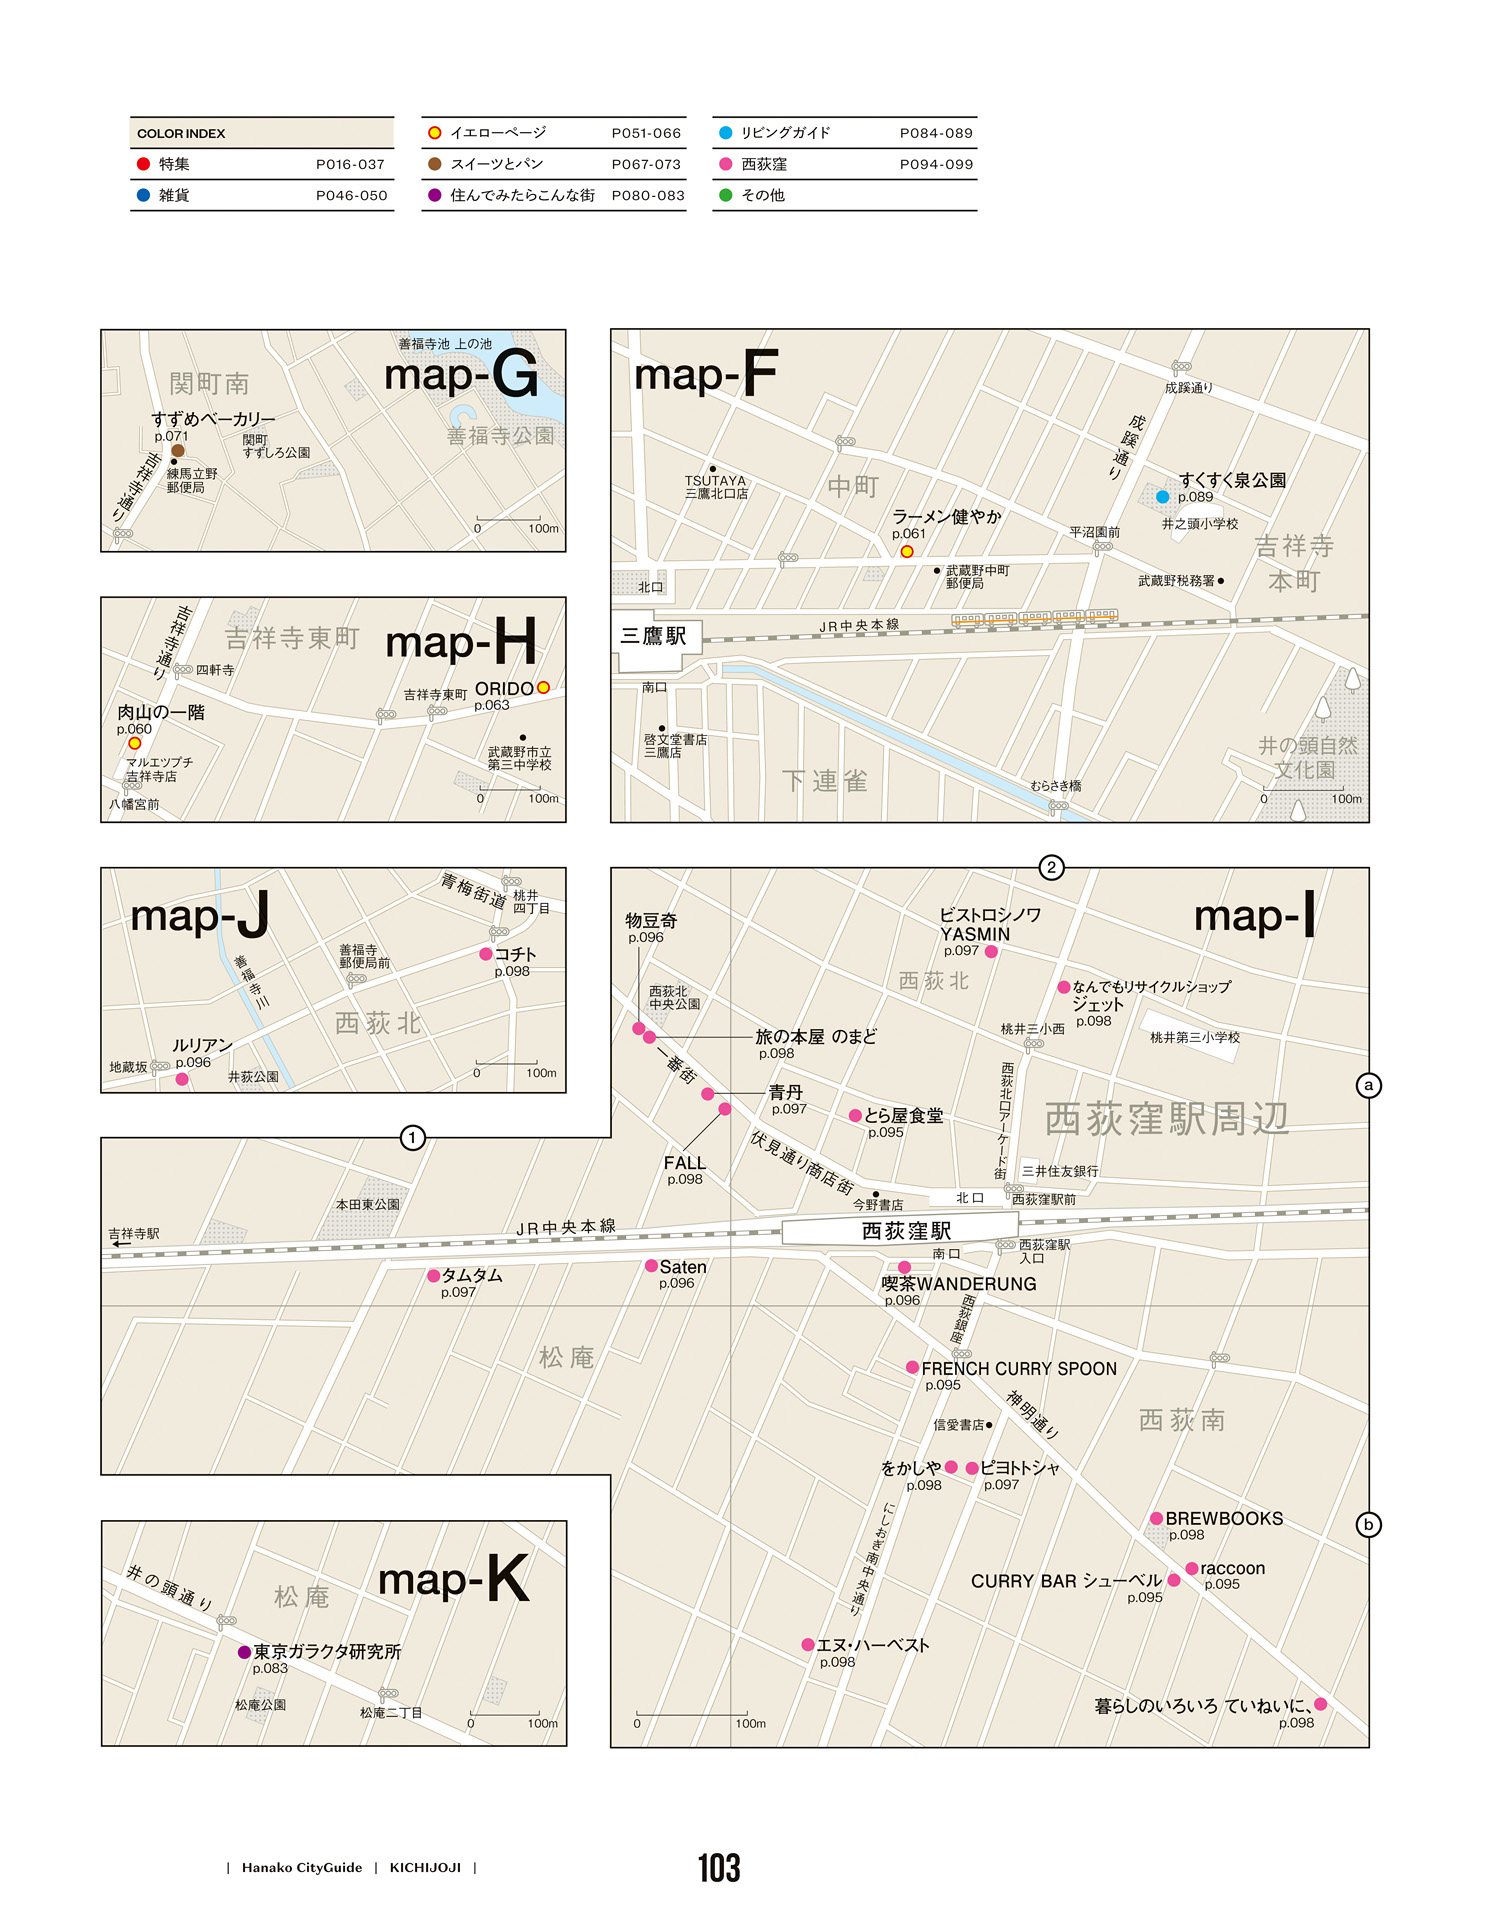 COLOR INDEX
特集 P016-037
雑貨 P046-050
イエローページ P051-066
スイーツとパン P067-073
住んでみたらこんな街 P080-083
リビングガイド P084-089
西荻窪 P094-099
その他
map-G
善福寺池 上の池
関町南
善福寺公園
すずめベーカリー
p.071
関町
すずしろ公園
練馬立野
郵便局
吉祥寺通り
0 100m
map-F
成蹊通り
成蹊通り
TSUTAYA
三鷹北口店
中町
すくすく泉公園
p.089
井之頭小学校
ラーメン健やか
p.061
平沼園前
吉祥寺
本町
武蔵野中町
郵便局
武蔵野税務署
北口
三鷹駅
JR中央本線
南口
啓文堂書店
三鷹店
下連雀
むらさき橋
井の頭自然
文化園
0 100m
map-H
吉祥寺通り
吉祥寺東町
四軒寺
吉祥寺東町
ORIDO
p.063
肉山の一階
p.060
マルエツプチ
吉祥寺店
八幡宮前
武蔵野市立
第三中学校
0 100m
map-J
青梅街道
桃井
四丁目
善福寺川
善福寺
郵便局前
コチト
p.098
西荻北
ルリアン
p.096
地蔵坂
井荻公園
0 100m
map-I
1
2
a
b
物豆奇
p.096
西荻北
中央公園
ビストロシノワ
YASMIN
p.097
西荻北
なんでもリサイクルショップ
ジェット
p.098
桃井三小西
桃井第三小学校
旅の本屋 のまど
p.098
一番街
青丹
p.097
とら屋食堂
p.095
西荻北口アーケード街
西荻窪駅周辺
FALL
p.098
伏見通り商店街
三井住友銀行
今野書店
北口
西荻窪駅前
本田東公園
吉祥寺駅
JR中央本線
西荻窪駅
南口
西荻窪駅
入口
タムタム
p.097
Saten
p.096
喫茶WANDERUNG
p.096
西荻銀座
松庵
FRENCH CURRY SPOON
p.095
神明通り
信愛書店
西荻南
をかしや
p.098
ピヨトトシャ
p.097
にしおぎ南中央通り
BREWBOOKS
p.098
raccoon
p.095
CURRY BAR シューベル
p.095
エヌ・ハーベスト
p.098
暮らしのいろいろ ていねいに、
p.098
0 100m
map-K
井の頭通り
松庵
東京ガラクタ研究所
p.083
松庵公園
松庵二丁目
0 100m
| Hanako CityGuide | KICHIJOJI |
103